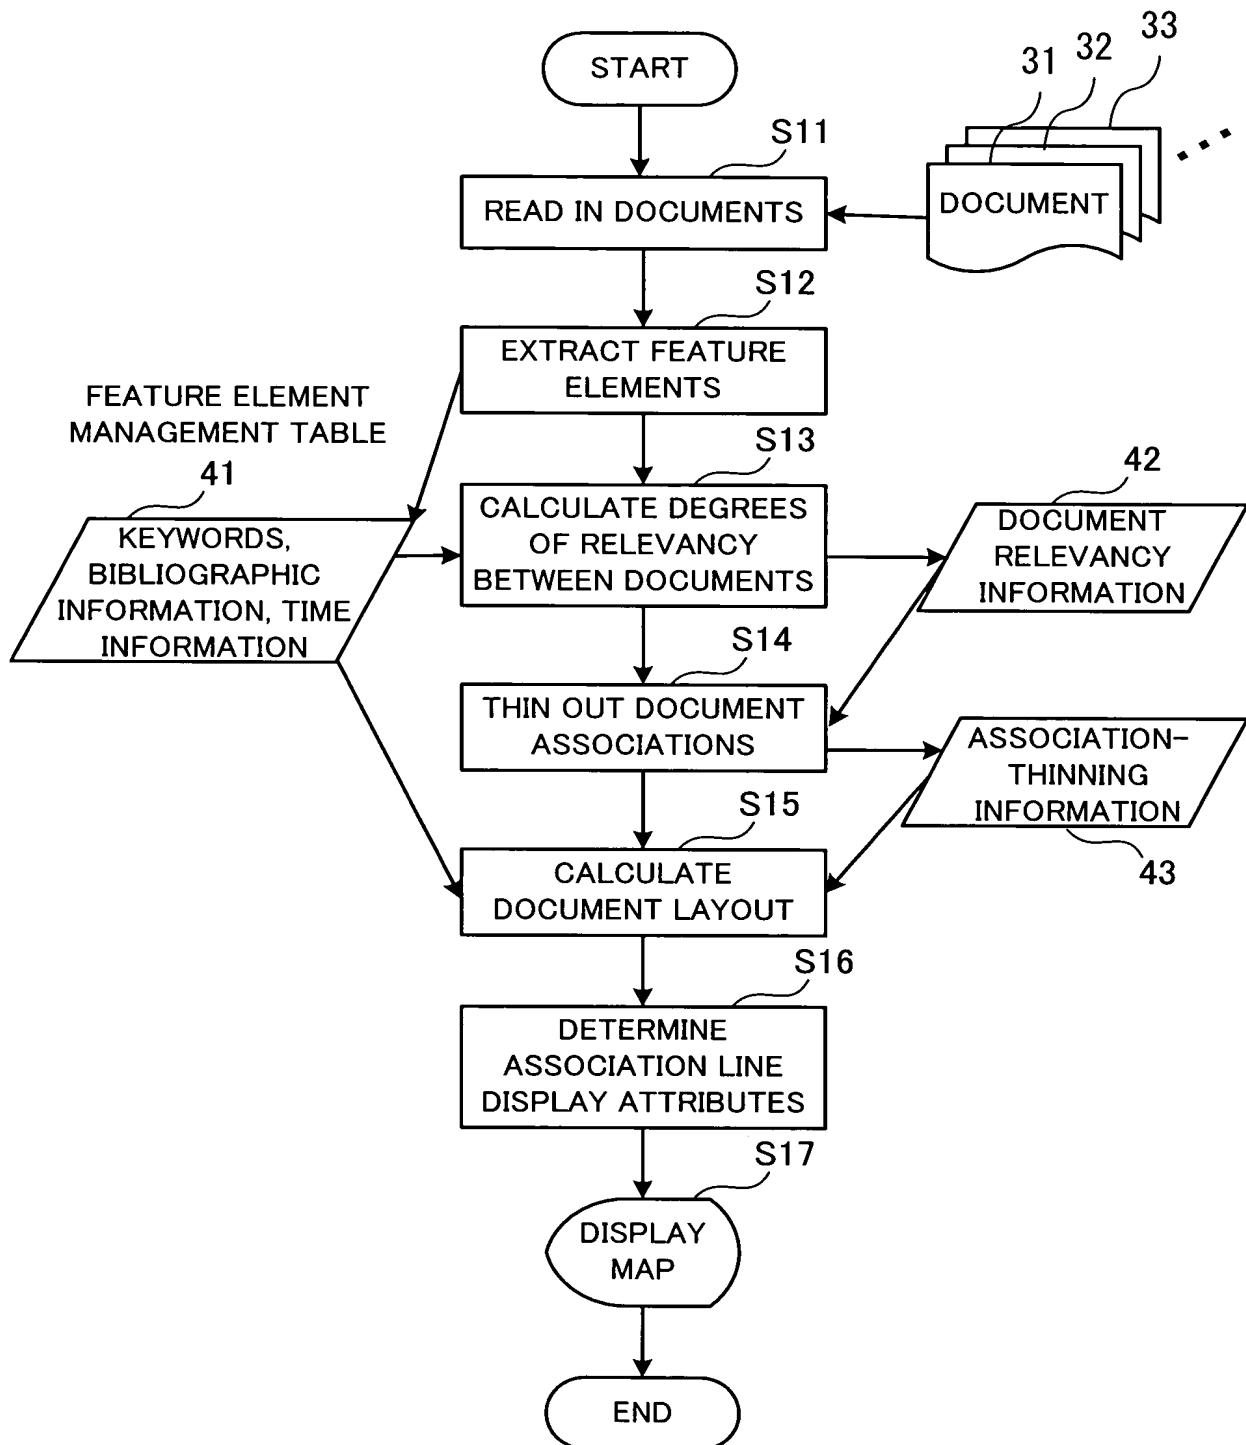 START
33
32
31
S11
READ IN DOCUMENTS
DOCUMENT
S12
EXTRACT FEATURE
ELEMENTS
FEATURE ELEMENT
MANAGEMENT TABLE
41
S13
42
KEYWORDS,
BIBLIOGRAPHIC
INFORMATION, TIME
INFORMATION
CALCULATE DEGREES
OF RELEVANCY
BETWEEN DOCUMENTS
DOCUMENT
RELEVANCY
INFORMATION
S14
THIN OUT DOCUMENT
ASSOCIATIONS
ASSOCIATION-
THINNING
INFORMATION
43
S15
CALCULATE
DOCUMENT LAYOUT
S16
DETERMINE
ASSOCIATION LINE
DISPLAY ATTRIBUTES
S17
DISPLAY
MAP
END